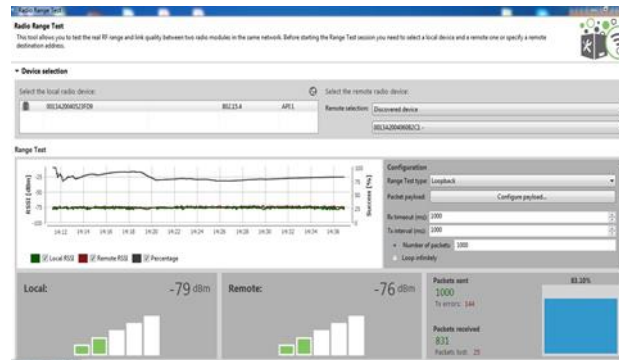 Radio Range Test
Radio Range Test
This tool allows you to test the real RF range and link quality between two radio modules in the same network. Before starting the Range Test session you need to select a local device and a remote one or specify a remote
destination address.
Device selection
Select the local radio device:
Select the remote radio device:
802.15.4 API 1
Remote selection: Discovered device
Range Test
RSSI [dBm]
Success [%]
Local RSSI Remote RSSI Percentage
Configuration
Range Test type: Loopback
Packet payload: Configure payload...
Rx timeout (ms): 1000
Tx interval (ms): 1000
Number of packets: 1000
Loop infinitely
Local: -79 dBm
Remote: -76 dBm
Packets sent
1000
Tx errors: 144
Packets received
831
Packets lost: 25
83.10%